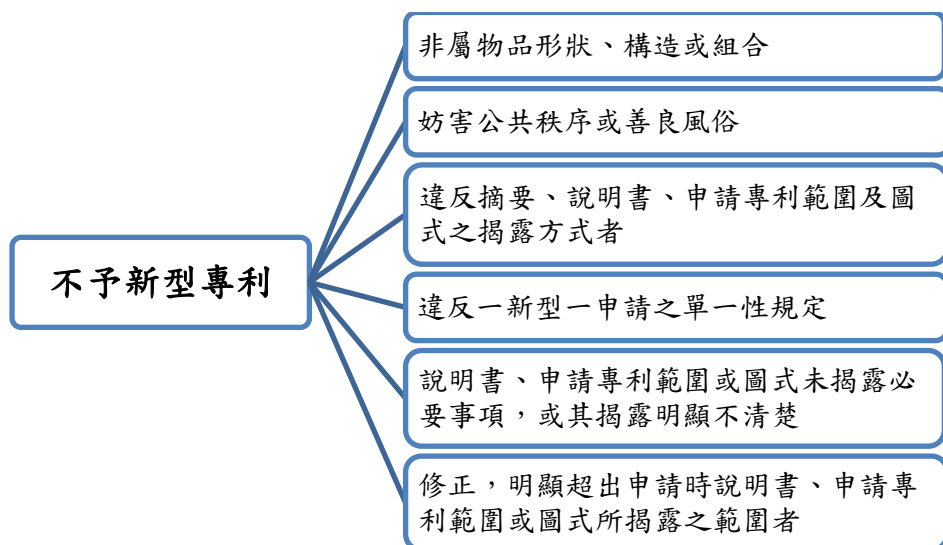 不予新型專利
非屬物品形狀、構造或組合
妨害公共秩序或善良風俗
違反摘要、說明書、申請專利範圍及圖
式之揭露方式者
違反一新型一申請之單一性規定
說明書、申請專利範圍或圖式未揭露必
要事項，或其揭露明顯不清楚
修正，明顯超出申請時說明書、申請專
利範圍或圖式所揭露之範圍者